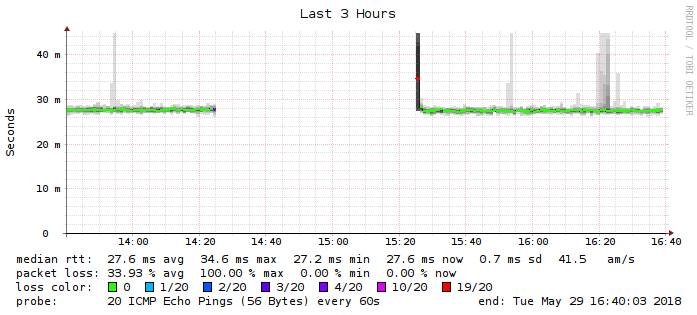 Last 3 Hours
RRDTOOL / TOBI OETIKER
Seconds
40 m
30 m
20 m
10 m
0
14:00 14:20 14:40 15:00 15:20 15:40 16:00 16:20 16:40
median rtt: 27.6 ms avg 34.6 ms max 27.2 ms min 27.6 ms now 0.7 ms sd 41.5 am/s
packet loss: 33.93 % avg 100.00 % max 0.00 % min 0.00 % now
loss color: 0 1/20 2/20 3/20 4/20 10/20 19/20
probe: 20 ICMP Echo Pings (56 Bytes) every 60s end: Tue May 29 16:40:03 2018